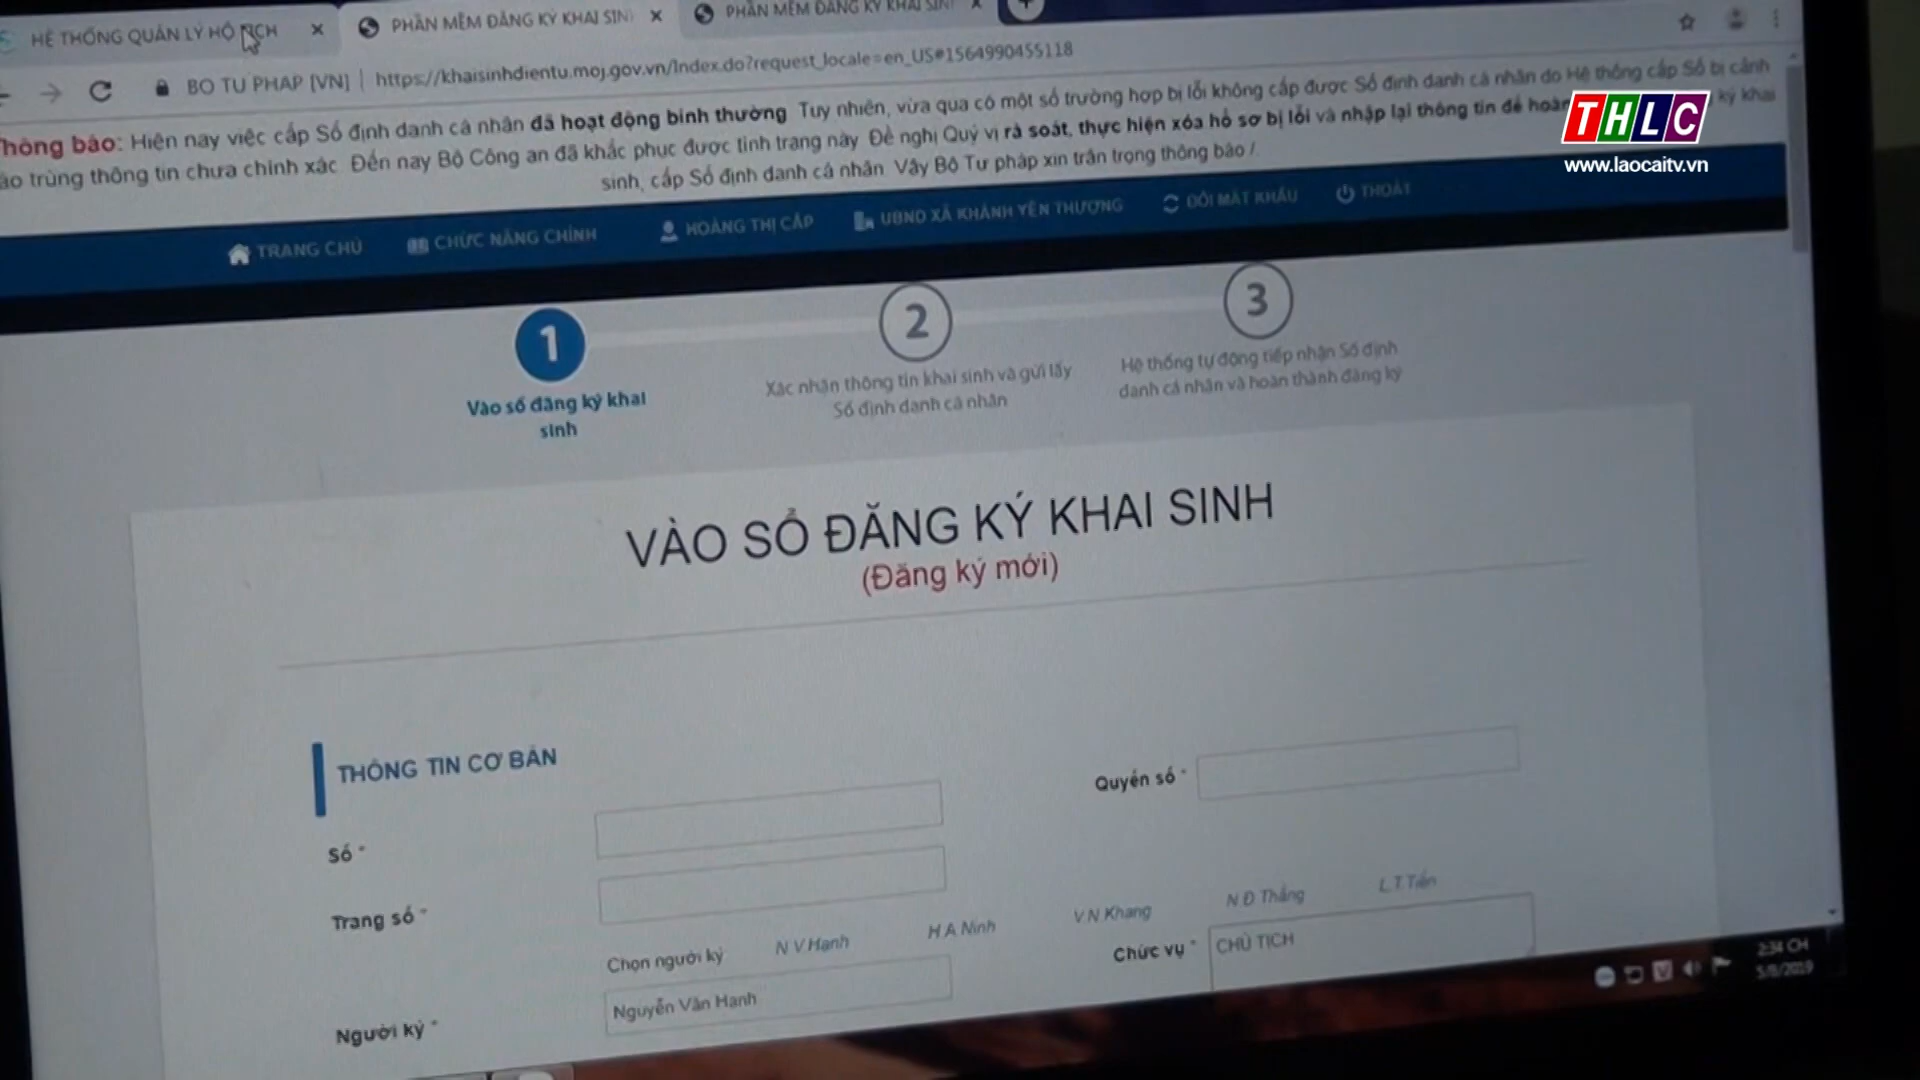 HỆ THỐNG QUẢN LÝ HỘ TỊCH
PHẦN MỀM ĐĂNG KÝ KHAI SIN
PHẦN MỀM ĐĂNG KÝ KHAI SIN
BO TU PHAP [VN] | https://khaisinhdientu.moj.gov.vn/Index.do?request_locale=en_US#1564990455118
hông báo: Hiện nay việc cấp Số định danh cá nhân đã hoạt động bình thường Tuy nhiên, vừa qua có một số trường hợp bị lỗi không cấp được Số định danh cá nhân do Hệ thống cấp Số bị cảnh
áo trùng thông tin chưa chính xác Đến nay Bộ Công an đã khắc phục được tình trạng này Đề nghị Quý vị rà soát, thực hiện xóa hồ sơ bị lỗi và nhập lại thông tin để hoàn ký khai
sinh, cấp Số định danh cá nhân Vậy Bộ Tư pháp xin trân trọng thông báo /.
THLC
www.laocaitv.vn
TRANG CHỦ
CHỨC NĂNG CHÍNH
HOÀNG THỊ CẤP
UBND XÃ KHÁNH YÊN THƯỢNG
ĐỔI MẬT KHẨU
THOÁT
1
2
3
Vào sổ đăng ký khai
sinh
Xác nhận thông tin khai sinh và gửi lấy
Số định danh cá nhân
Hệ thống tự động tiếp nhận Số định
danh cá nhân và hoàn thành đăng ký
VÀO SỔ ĐĂNG KÝ KHAI SINH
(Đăng ký mới)
THÔNG TIN CƠ BẢN
Số *
Quyển số *
Trang số *
Chọn người ký
N V Hạnh
H A Ninh
V N Khang
N Đ Thắng
L T Tiến
Người ký *
Nguyễn Văn Hạnh
Chức vụ *
CHỦ TỊCH
2:34 CH
5/8/2019